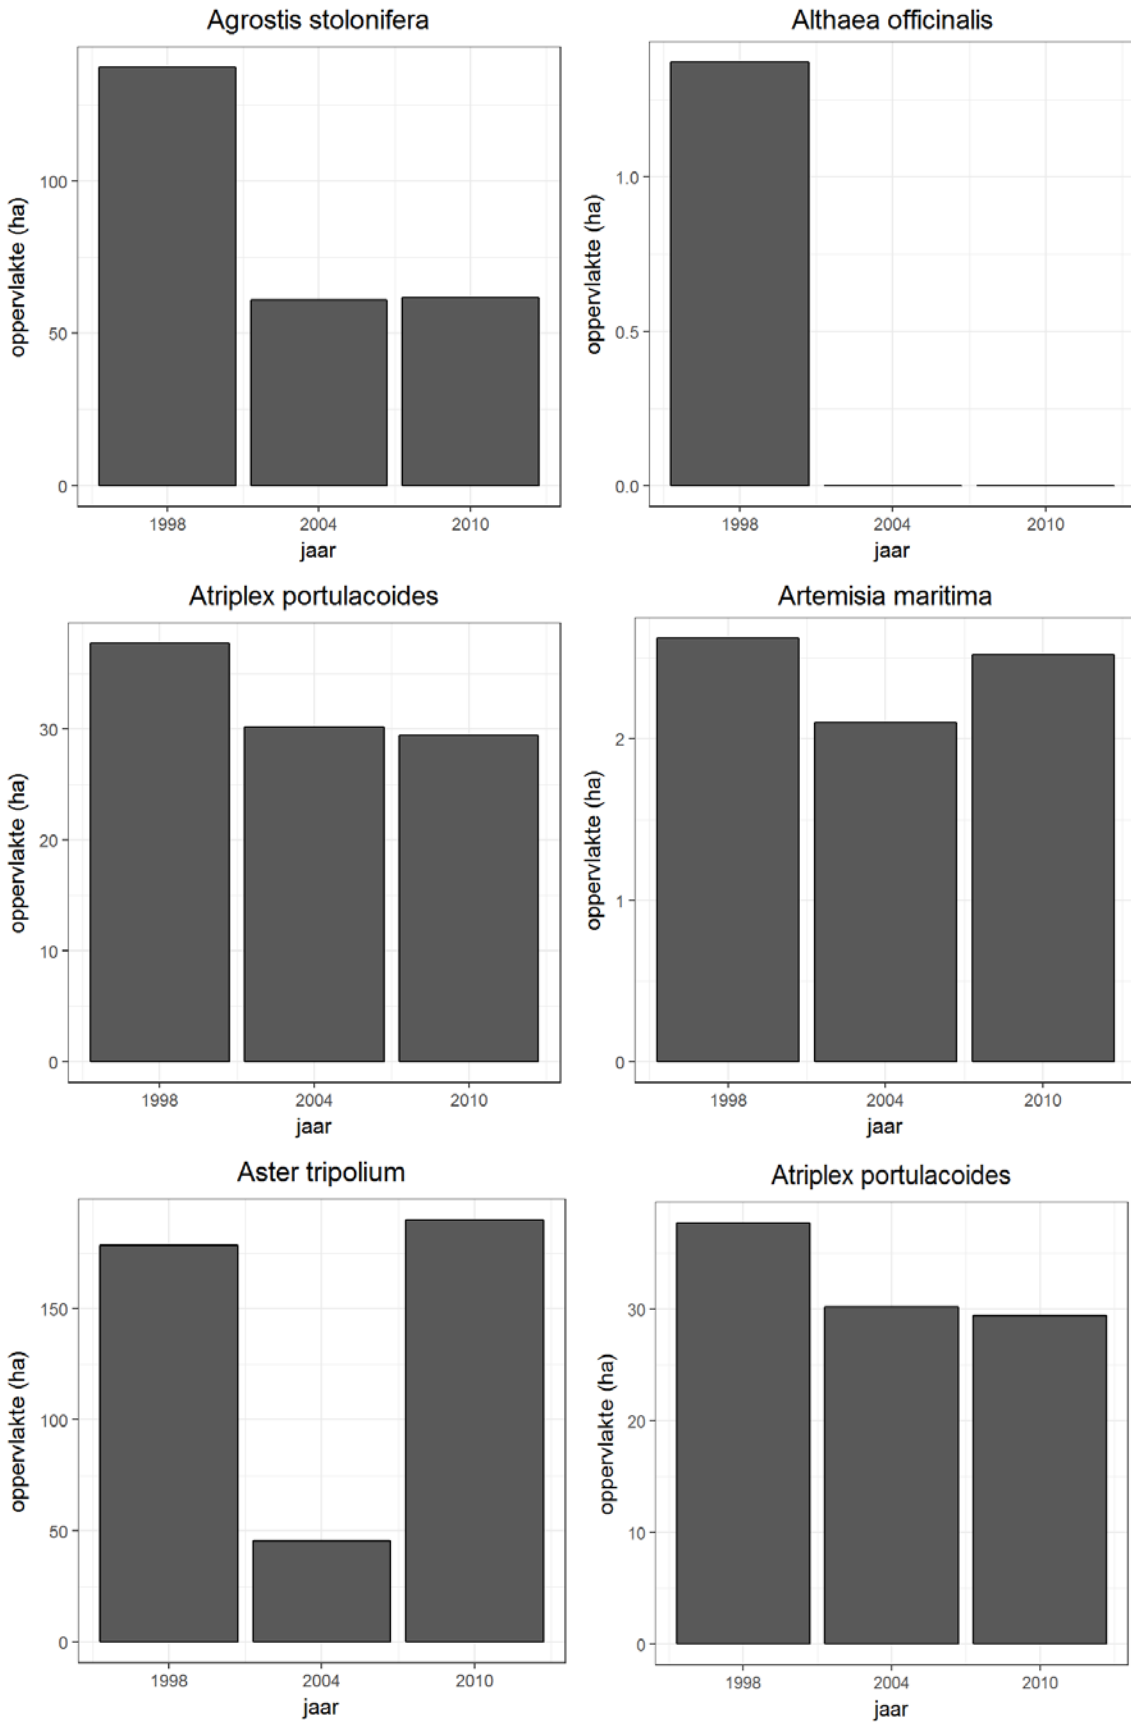 Agrostis stolonifera
oppervlakte (ha)
100
50
0
1998 2004 2010
jaar
Althaea officinalis
oppervlakte (ha)
1.0
0.5
0.0
1998 2004 2010
jaar
Atriplex portulacoides
oppervlakte (ha)
30
20
10
0
1998 2004 2010
jaar
Artemisia maritima
oppervlakte (ha)
2
1
0
1998 2004 2010
jaar
Aster tripolium
oppervlakte (ha)
150
100
50
0
1998 2004 2010
jaar
Atriplex portulacoides
oppervlakte (ha)
30
20
10
0
1998 2004 2010
jaar